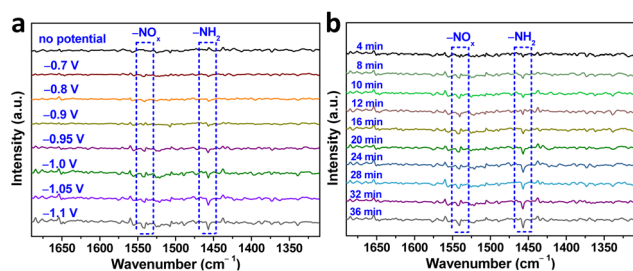 a
–NOₓ
–NH₂
no potential
–0.7 V
–0.8 V
–0.9 V
–0.95 V
–1.0 V
–1.05 V
–1.1 V
Intensity (a.u.)
1650 1600 1550 1500 1450 1400 1350
Wavenumber (cm⁻¹)
b
–NOₓ
–NH₂
4 min
8 min
10 min
12 min
16 min
20 min
24 min
28 min
32 min
36 min
Intensity (a.u.)
1650 1600 1550 1500 1450 1400 1350
Wavenumber (cm⁻¹)